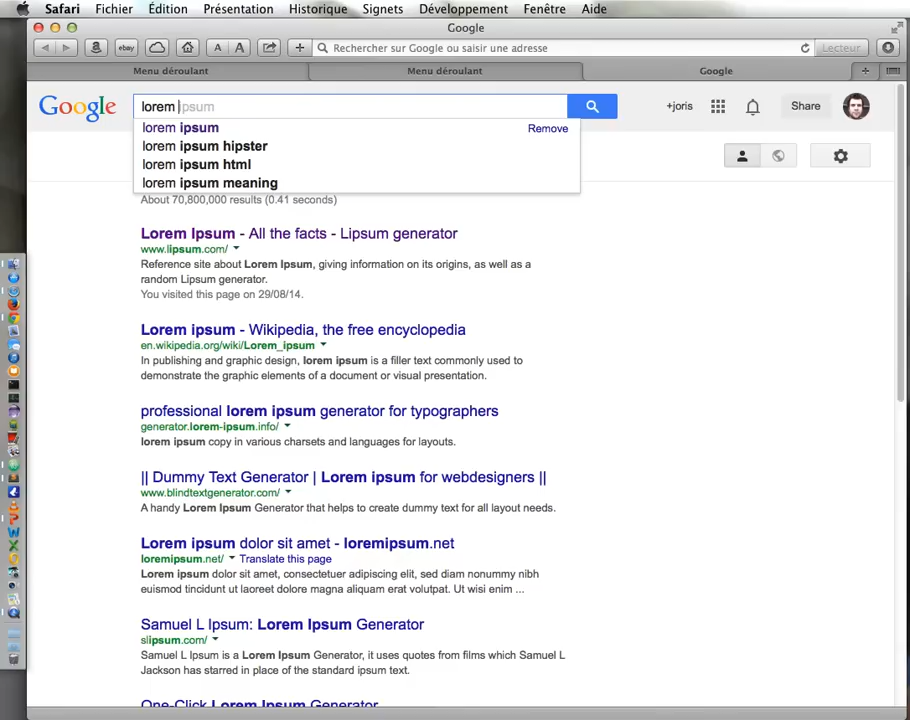 Safari Fichier Édition Présentation Historique Signets Développement Fenêtre Aide
Google
ebay A A + Rechercher sur Google ou saisir une adresse Lecteur
Menu déroulant Menu déroulant Google +
Google lorem ipsum +joris Share
lorem ipsum Remove
lorem ipsum hipster
lorem ipsum html
lorem ipsum meaning
About 70,800,000 results (0.41 seconds)
Lorem Ipsum - All the facts - Lipsum generator
www.lipsum.com/
Reference site about Lorem Ipsum, giving information on its origins, as well as a
random Lipsum generator.
You visited this page on 29/08/14.
Lorem ipsum - Wikipedia, the free encyclopedia
en.wikipedia.org/wiki/Lorem_ipsum
In publishing and graphic design, lorem ipsum is a filler text commonly used to
demonstrate the graphic elements of a document or visual presentation.
professional lorem ipsum generator for typographers
generator.lorem-ipsum.info/
lorem ipsum copy in various charsets and languages for layouts.
|| Dummy Text Generator | Lorem ipsum for webdesigners ||
www.blindtextgenerator.com/
A handy Lorem Ipsum Generator that helps to create dummy text for all layout needs.
Lorem ipsum dolor sit amet - loremipsum.net
loremipsum.net/ Translate this page
Lorem ipsum dolor sit amet, consectetuer adipiscing elit, sed diam nonummy nibh
euismod tincidunt ut laoreet dolore magna aliquam erat volutpat. Ut wisi enim ...
Samuel L Ipsum: Lorem Ipsum Generator
slipsum.com/
Samuel L Ipsum is a Lorem Ipsum Generator, it uses quotes from films which Samuel L
Jackson has starred in place of the standard ipsum text.
One-Click Lorem Ipsum Generator